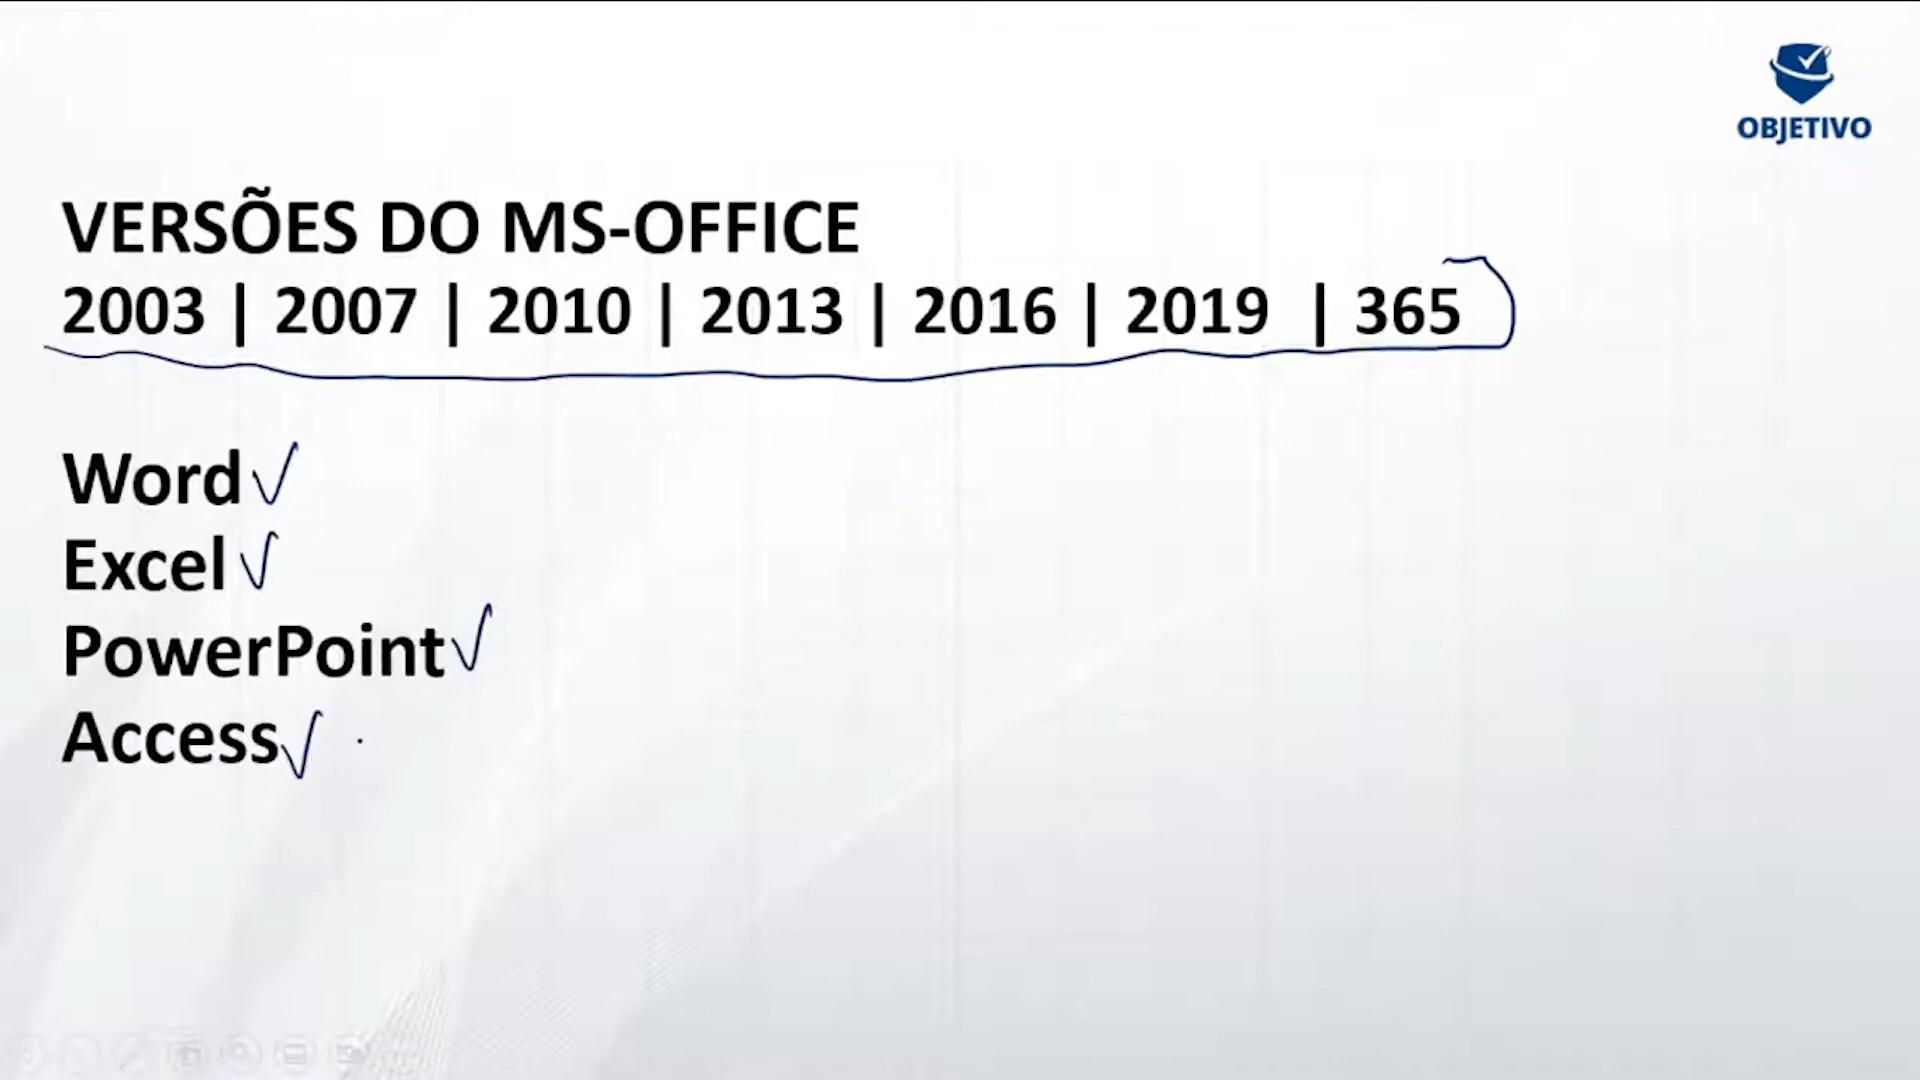 OBJETIVO
VERSÕES DO MS-OFFICE
2003 | 2007 | 2010 | 2013 | 2016 | 2019 | 365
Word
Excel
PowerPoint
Access